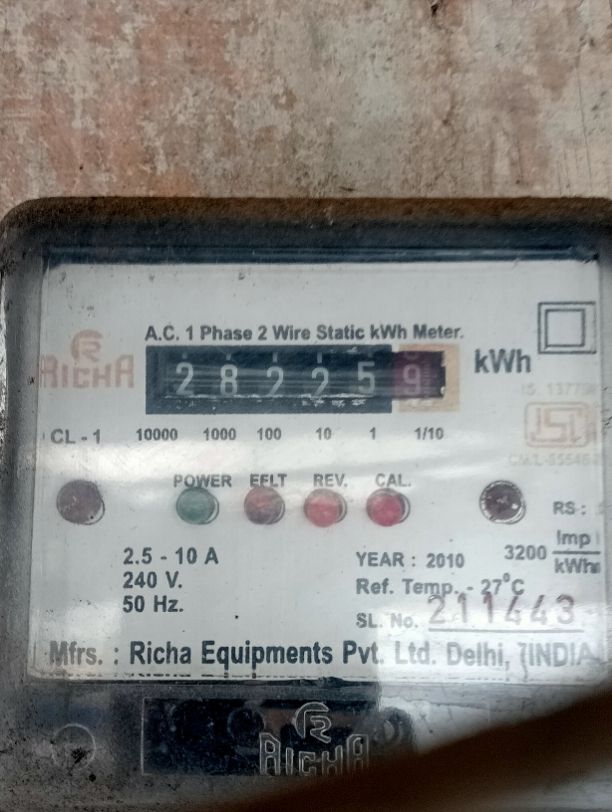 A.C. 1 Phase 2 Wire Static kWh Meter.
RICHA
282259 kWh
CL - 1 10000 1000 100 10 1 1/10
POWER EFLT REV. CAL.
RS :
2.5 - 10 A
240 V.
50 Hz.
YEAR : 2010
3200 Imp
kWh
Ref. Temp. - 27°C
SL. No. 211443
Mfrs. : Richa Equipments Pvt. Ltd. Delhi, INDIA
RICHA